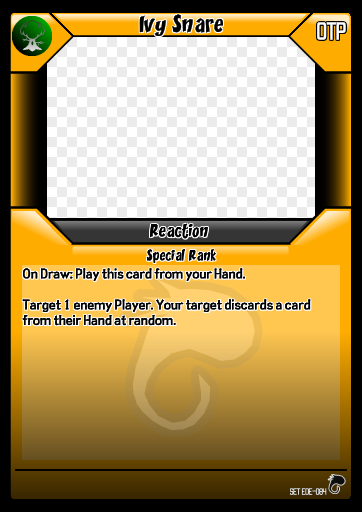 Ivy Snare
OTP
Reaction
Special Rank
On Draw: Play this card from your Hand.
Target 1 enemy Player. Your target discards a card
from their Hand at random.
SET EOE-084